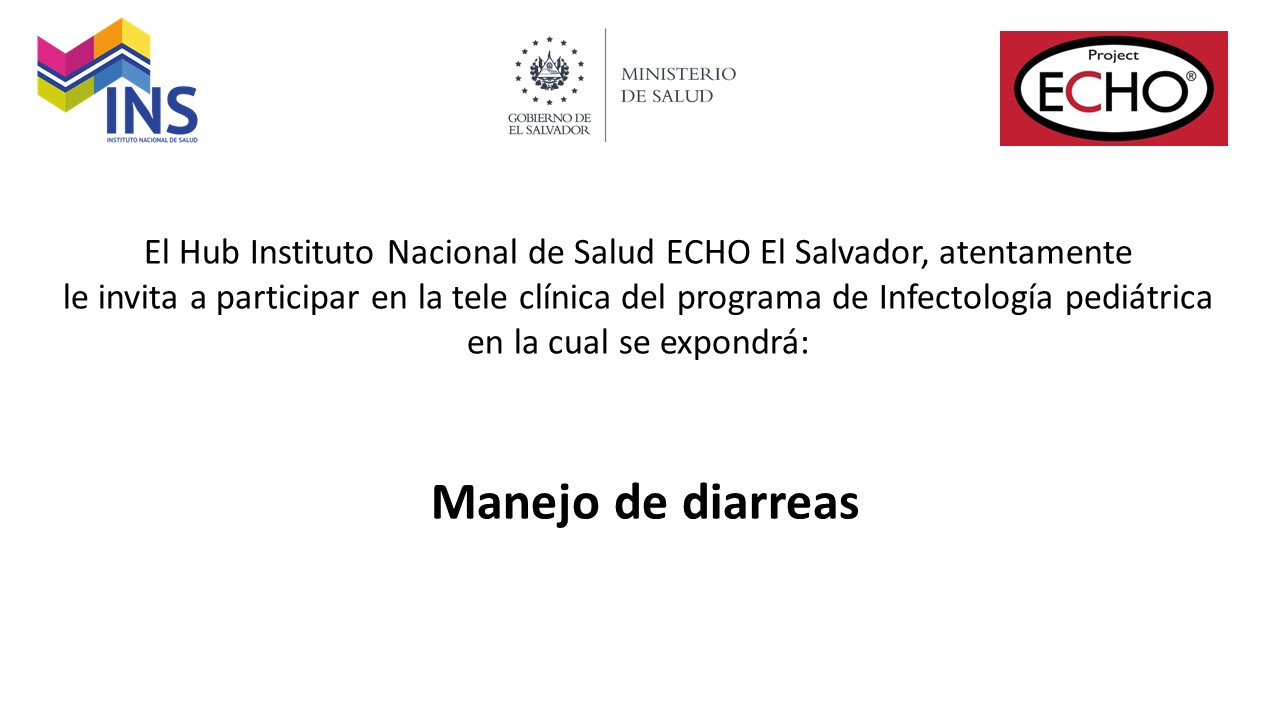 INS
INSTITUTO NACIONAL DE SALUD
GOBIERNO DE
EL SALVADOR
MINISTERIO
DE SALUD
Project
ECHO®
El Hub Instituto Nacional de Salud ECHO El Salvador, atentamente
le invita a participar en la tele clínica del programa de Infectología pediátrica
en la cual se expondrá:
Manejo de diarreas